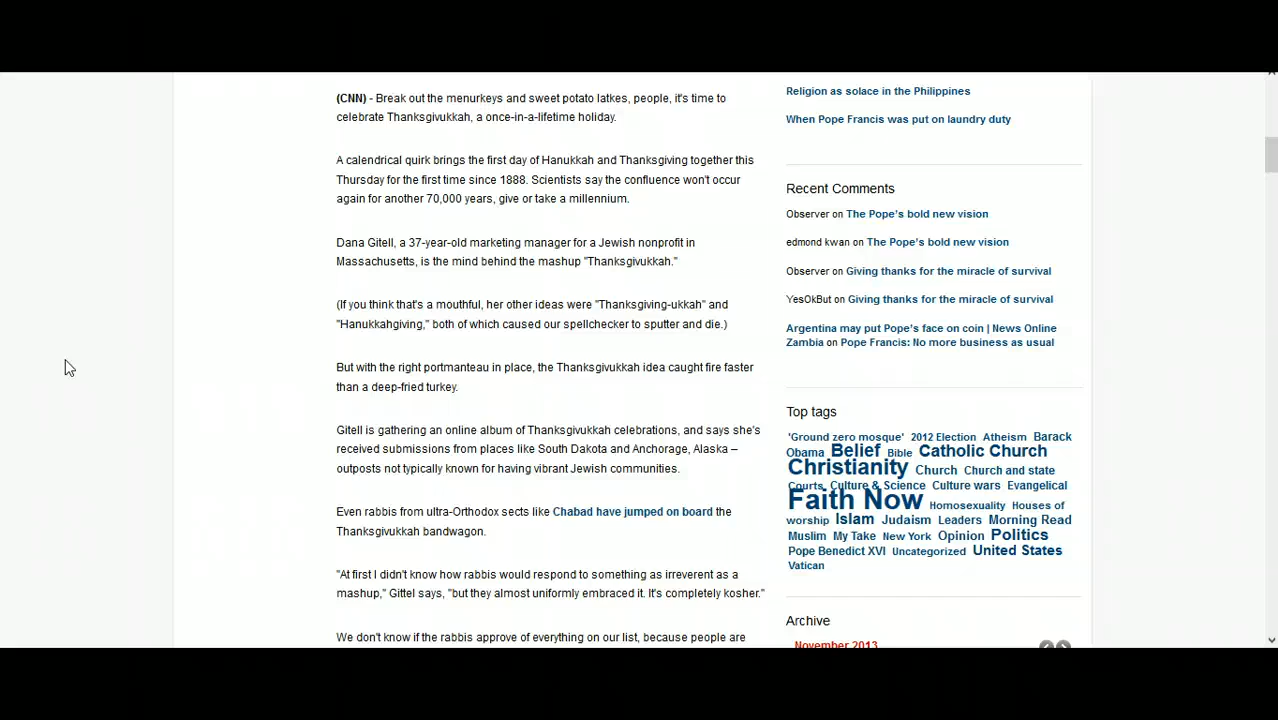 (CNN) - Break out the menurkeys and sweet potato latkes, people, it's time to
celebrate Thanksgivukkah, a once-in-a-lifetime holiday.
A calendrical quirk brings the first day of Hanukkah and Thanksgiving together this
Thursday for the first time since 1888. Scientists say the confluence won't occur
again for another 70,000 years, give or take a millennium.
Dana Gitell, a 37-year-old marketing manager for a Jewish nonprofit in
Massachusetts, is the mind behind the mashup "Thanksgivukkah."
(If you think that's a mouthful, her other ideas were "Thanksgiving-ukkah" and
"Hanukkahgiving," both of which caused our spellchecker to sputter and die.)
But with the right portmanteau in place, the Thanksgivukkah idea caught fire faster
than a deep-fried turkey.
Gitell is gathering an online album of Thanksgivukkah celebrations, and says she's
received submissions from places like South Dakota and Anchorage, Alaska –
outposts not typically known for having vibrant Jewish communities.
Even rabbis from ultra-Orthodox sects like Chabad have jumped on board the
Thanksgivukkah bandwagon.
"At first I didn't know how rabbis would respond to something as irreverent as a
mashup," Gittel says, "but they almost uniformly embraced it. It's completely kosher."
We don't know if the rabbis approve of everything on our list, because people are
Religion as solace in the Philippines
When Pope Francis was put on laundry duty
Recent Comments
Observer on The Pope's bold new vision
edmond kwan on The Pope's bold new vision
Observer on Giving thanks for the miracle of survival
YesOkBut on Giving thanks for the miracle of survival
Argentina may put Pope's face on coin | News Online
Zambia on Pope Francis: No more business as usual
Top tags
'Ground zero mosque' 2012 Election Atheism Barack
Obama Belief Bible Catholic Church
Christianity Church Church and state
Courts Culture & Science Culture wars Evangelical
Faith Now Homosexuality Houses of
worship Islam Judaism Leaders Morning Read
Muslim My Take New York Opinion Politics
Pope Benedict XVI Uncategorized United States
Vatican
Archive
November 2013